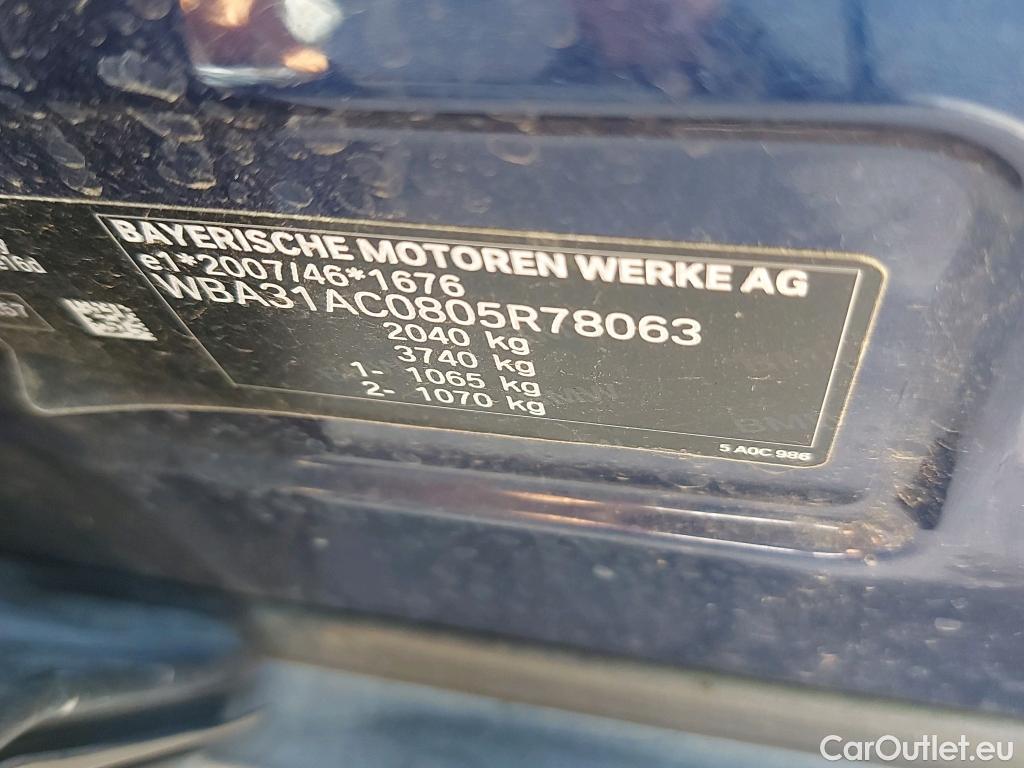 BAYERISCHE MOTOREN WERKE AG
e1*2007/46*1676
WBA31AC0805R78063
2040 kg
3740 kg
1- 1065 kg
2- 1070 kg
BMW
5 A0C 986
CarOutlet.eu